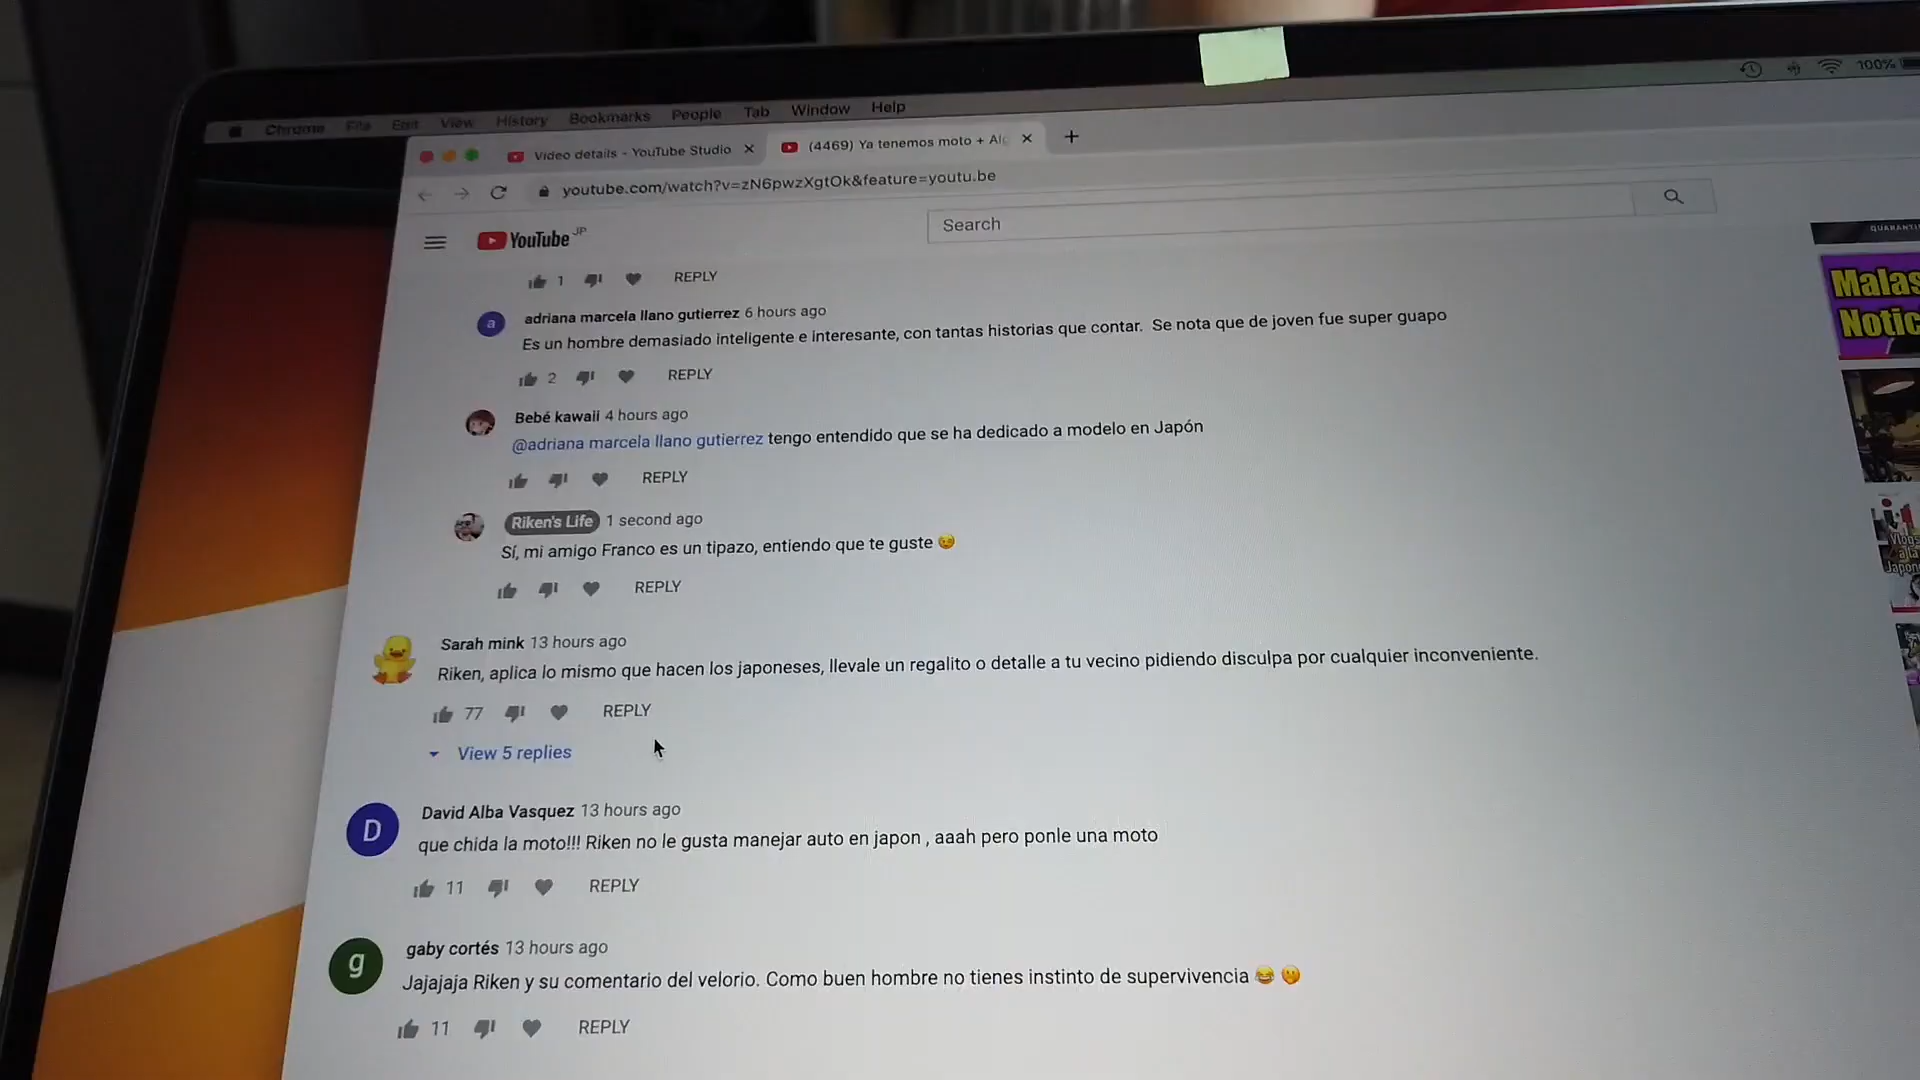 Chrome File Edit View History Bookmarks People Tab Window Help
100%
Video details - YouTube Studio
(4469) Ya tenemos moto + Alg
youtube.com/watch?v=zN6pwzXgtOk&feature=youtu.be
YouTube JP
Search
1 REPLY
adriana marcela llano gutierrez 6 hours ago
Es un hombre demasiado inteligente e interesante, con tantas historias que contar. Se nota que de joven fue super guapo
2 REPLY
Bebé kawaii 4 hours ago
@adriana marcela llano gutierrez tengo entendido que se ha dedicado a modelo en Japón
REPLY
Riken's Life 1 second ago
Sí, mi amigo Franco es un tipazo, entiendo que te guste 😉
REPLY
Sarah mink 13 hours ago
Riken, aplica lo mismo que hacen los japoneses, llevale un regalito o detalle a tu vecino pidiendo disculpa por cualquier inconveniente.
77 REPLY
View 5 replies
D
David Alba Vasquez 13 hours ago
que chida la moto!!! Riken no le gusta manejar auto en japon , aaah pero ponle una moto
11 REPLY
g
gaby cortés 13 hours ago
Jajajaja Riken y su comentario del velorio. Como buen hombre no tienes instinto de supervivencia 😂 🤭
11 REPLY
QUARANTI
Malas
Notic
Vlogs
a la
Japon